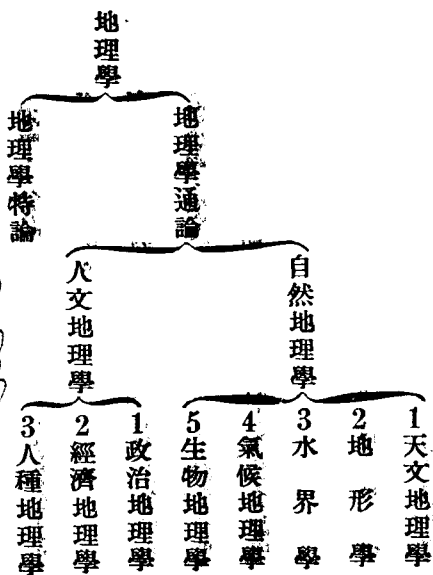 地理學
地理學通論
地理學特論
自然地理學
人文地理學
1天文地理學
2地形學
3水界學
4氣候地理學
5生物地理學
1政治地理學
2經濟地理學
3人種地理學